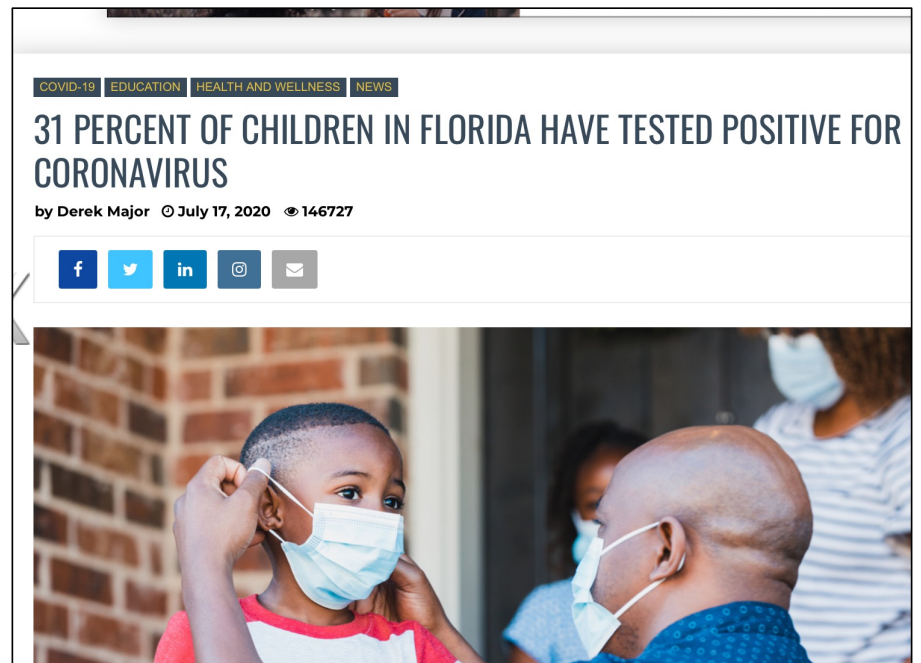 COVID-19 EDUCATION HEALTH AND WELLNESS NEWS
31 PERCENT OF CHILDREN IN FLORIDA HAVE TESTED POSITIVE FOR
CORONAVIRUS
by Derek Major July 17, 2020 146727